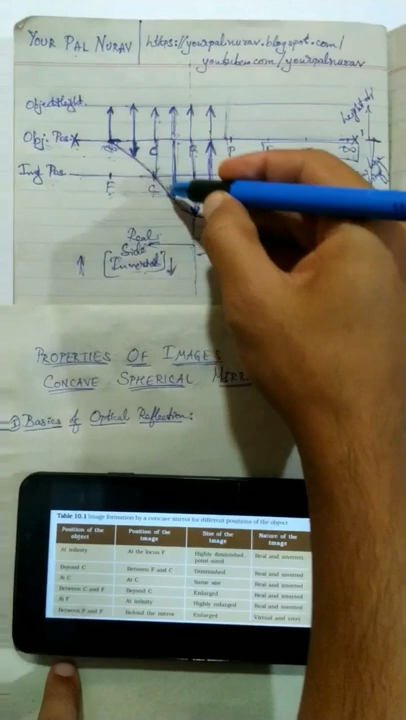 YOUR PAL NURAV
https://yourpalnurav.blogspot.com/
youtube.com/yourpalnurav
Object Height.
Obj. Pos.
P
F
Img. Pos.
F
C
Real
Side
[Inverted]
PROPERTIES OF IMAGES
CONCAVE SPHERICAL MIRR
① Basics of Optical Reflection:
Table 10.1 Image formation by a concave mirror for different positions of the object
Position of the object Position of the image Size of the image Nature of the image
At infinity At the focus F Highly diminished, point-sized Real and inverted
Beyond C Between F and C Diminished Real and inverted
At C At C Same size Real and inverted
Between C and F Beyond C Enlarged Real and inverted
At F At infinity Highly enlarged Real and inverted
Between P and F Behind the mirror Enlarged Virtual and erect